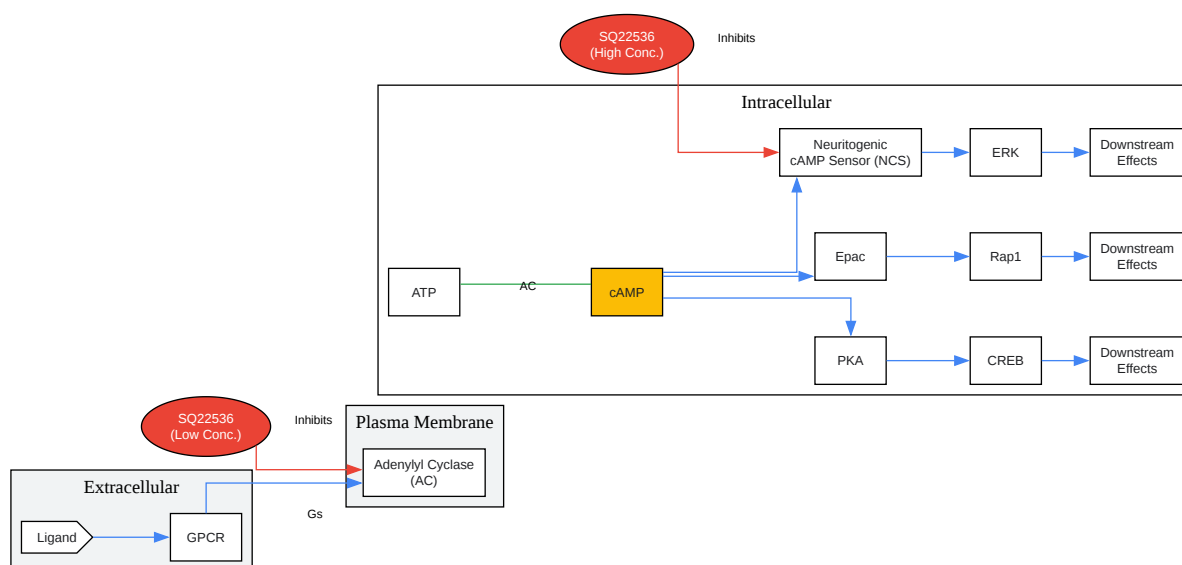 SQ22536
(High Conc.)
Inhibits
Intracellular
Neuritogenic
cAMP Sensor (NCS)
ERK
Downstream
Effects
Epac
Rap1
Downstream
Effects
ATP
AC
cAMP
PKA
CREB
Downstream
Effects
SQ22536
(Low Conc.)
Inhibits
Plasma Membrane
Adenylyl Cyclase
(AC)
Extracellular
Gs
Ligand
GPCR